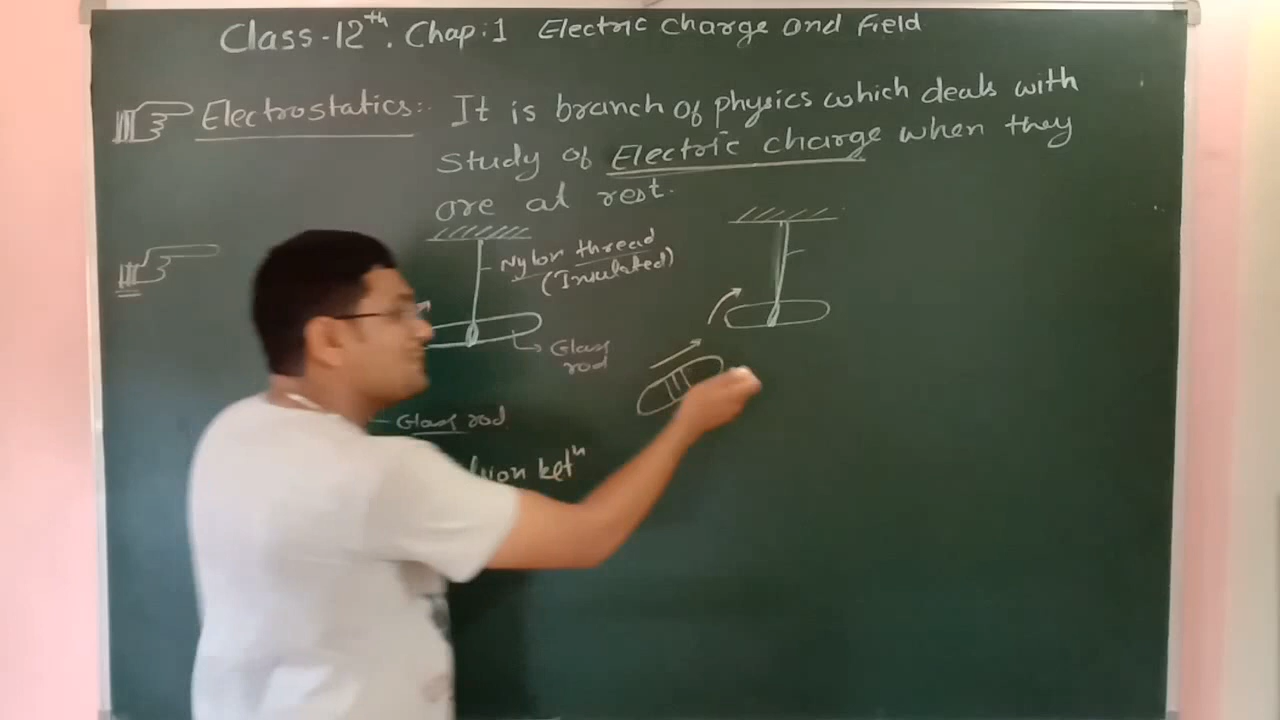 Class-12th. Chap:1 Electric Charge and Field
Electrostatics:- It is branch of physics which deals with
study of Electric charge when they
are at rest.
Nylon thread
(Insulated)
Glass
rod
Glass rod